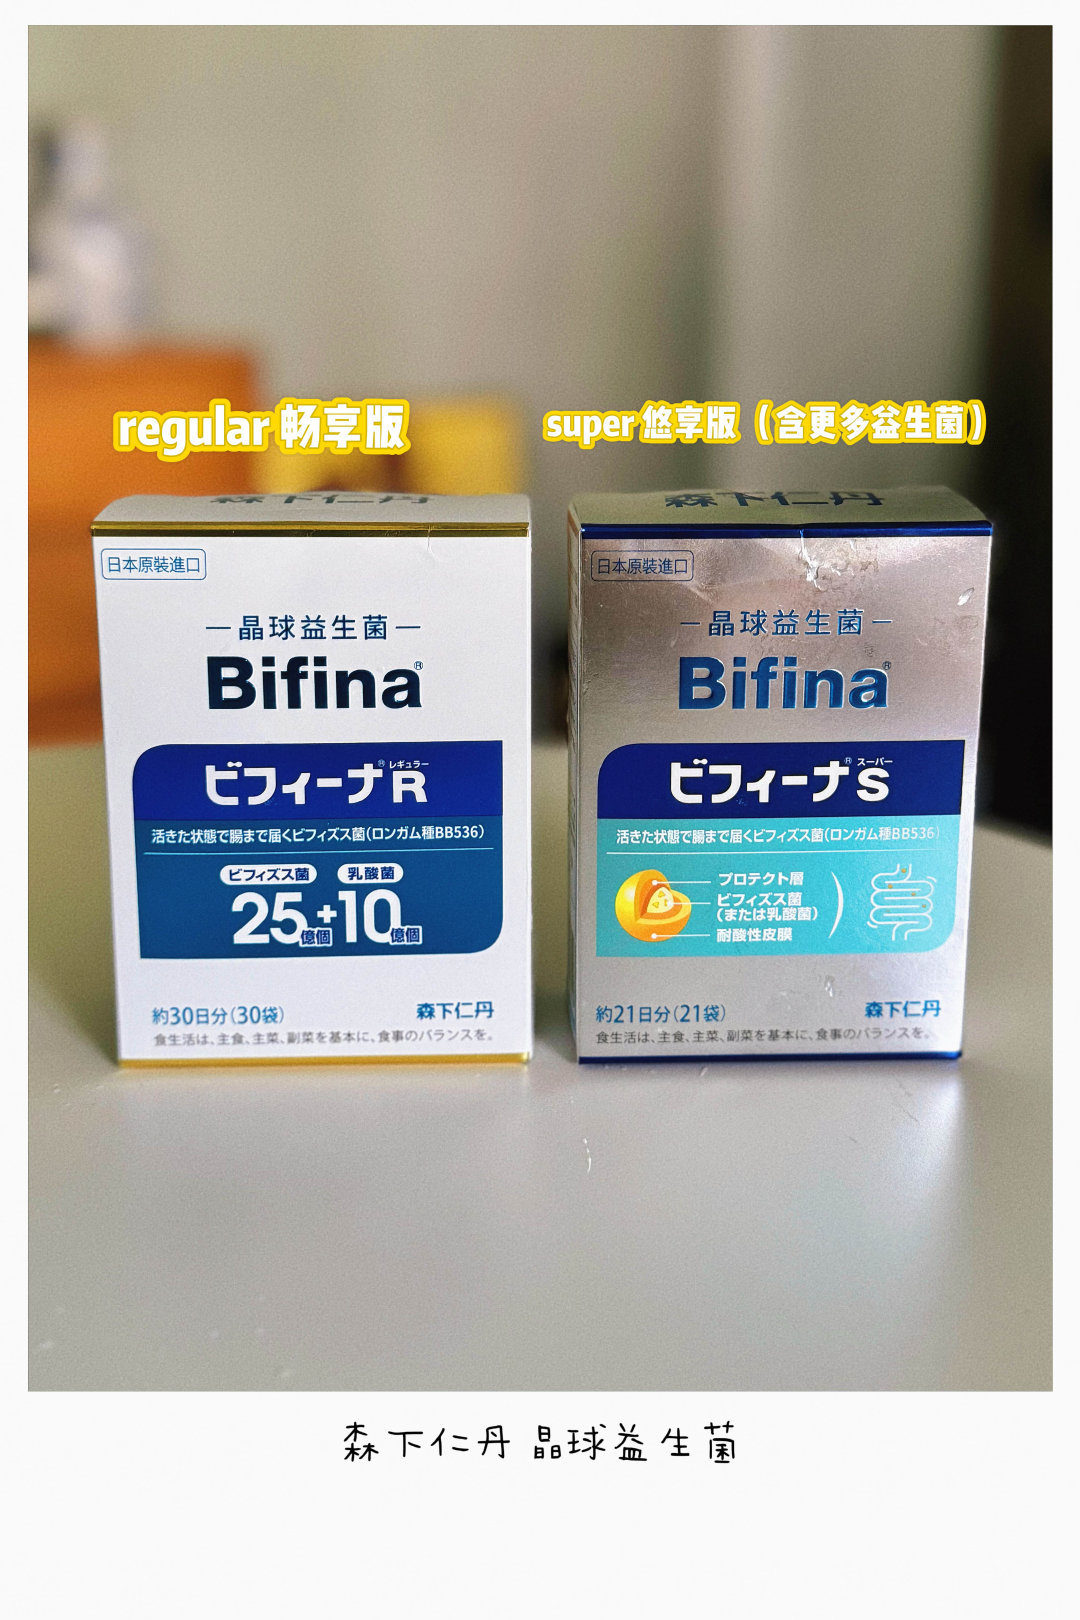 regular 畅享版
super 悠享版（含更多益生菌）
森下仁丹
日本原裝進口
晶球益生菌
Bifina®
ビフィーナ®R レギュラー
活きた状態で腸まで届くビフィズス菌(ロンガム種BB536)
ビフィズス菌 乳酸菌
25億個+10億個
約30日分(30袋)
森下仁丹
食生活は、主食、主菜、副菜を基本に、食事のバランスを。
森下仁丹
日本原裝進口
晶球益生菌
Bifina®
ビフィーナ®S スーパー
活きた状態で腸まで届くビフィズス菌(ロンガム種BB536)
プロテクト層
ビフィズス菌
(または乳酸菌)
耐酸性皮膜
約21日分(21袋)
森下仁丹
食生活は、主食、主菜、副菜を基本に、食事のバランスを。
森下仁丹 晶球益生菌